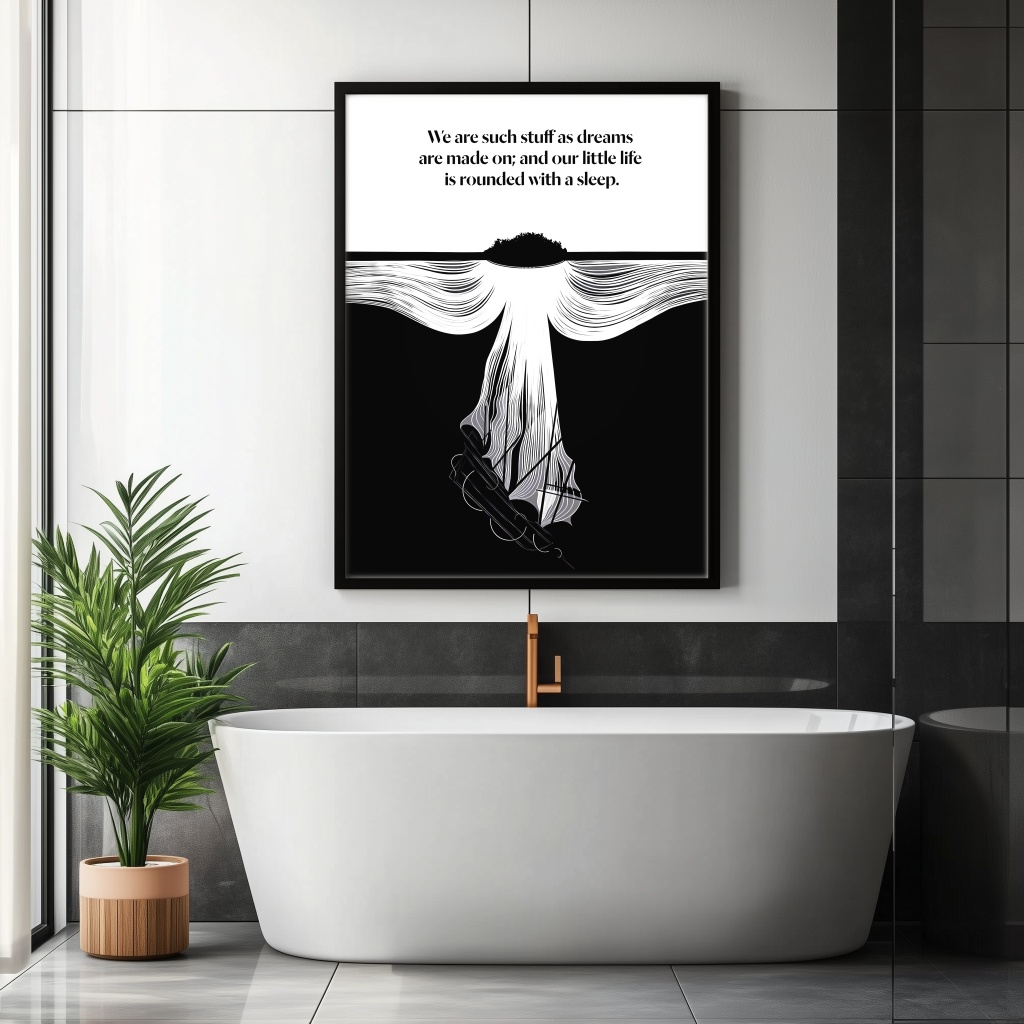 We are such stuff as dreams
are made on; and our little life
is rounded with a sleep.